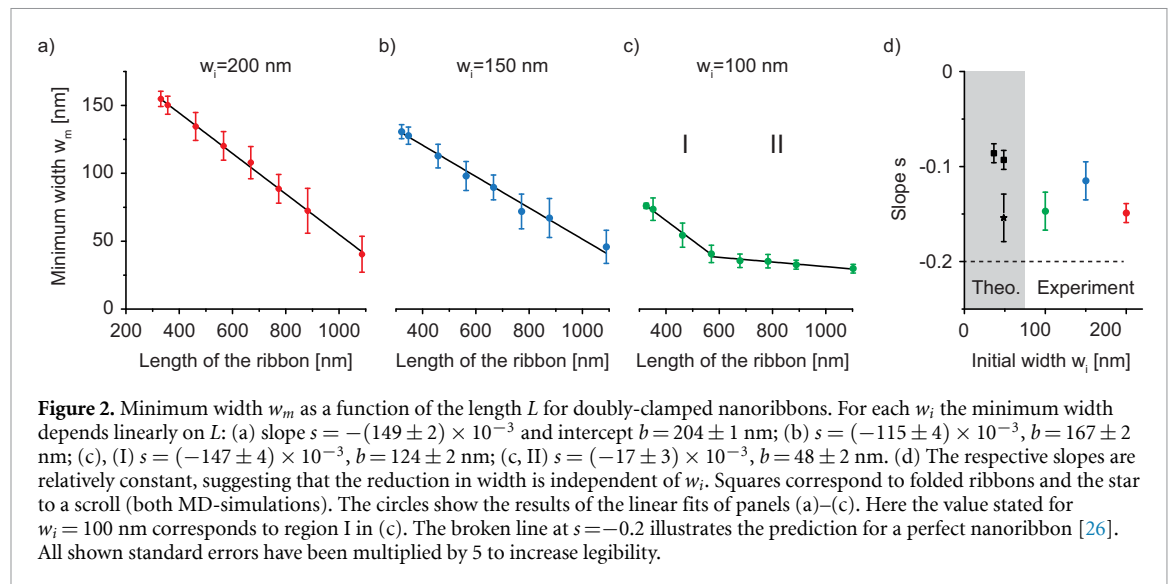 a)
b)
c)
d)
wi=200 nm
wi=150 nm
wi=100 nm
Minimum width wm [nm]
150
100
50
0
200
400
600
800
1000
Length of the ribbon [nm]
400
600
800
1000
Length of the ribbon [nm]
I
II
400
600
800
1000
Length of the ribbon [nm]
Slope s
0
-0.1
-0.2
Theo.
Experiment
0
100
200
Initial width wi [nm]
Figure 2. Minimum width wm as a function of the length L for doubly-clamped nanoribbons. For each wi the minimum width
depends linearly on L: (a) slope s = −(149 ± 2) × 10−3 and intercept b = 204 ± 1 nm; (b) s = (−115 ± 4) × 10−3, b = 167 ± 2
nm; (c), (I) s = (−147 ± 4) × 10−3, b = 124 ± 2 nm; (c, II) s = (−17 ± 3) × 10−3, b = 48 ± 2 nm. (d) The respective slopes are
relatively constant, suggesting that the reduction in width is independent of wi. Squares correspond to folded ribbons and the star
to a scroll (both MD-simulations). The circles show the results of the linear fits of panels (a)–(c). Here the value stated for
wi = 100 nm corresponds to region I in (c). The broken line at s = −0.2 illustrates the prediction for a perfect nanoribbon [26].
All shown standard errors have been multiplied by 5 to increase legibility.